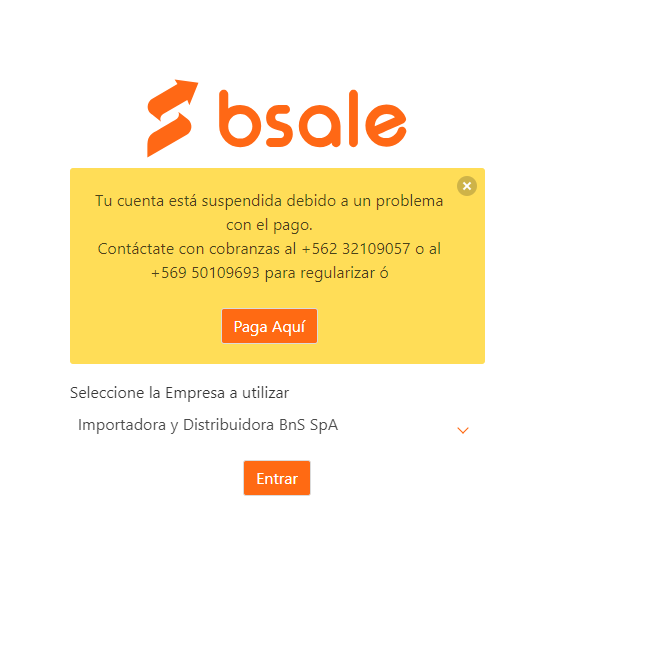 bsale
Tu cuenta está suspendida debido a un problema
con el pago.
Contáctate con cobranzas al +562 32109057 o al
+569 50109693 para regularizar ó
Paga Aquí
Seleccione la Empresa a utilizar
Importadora y Distribuidora BnS SpA
Entrar